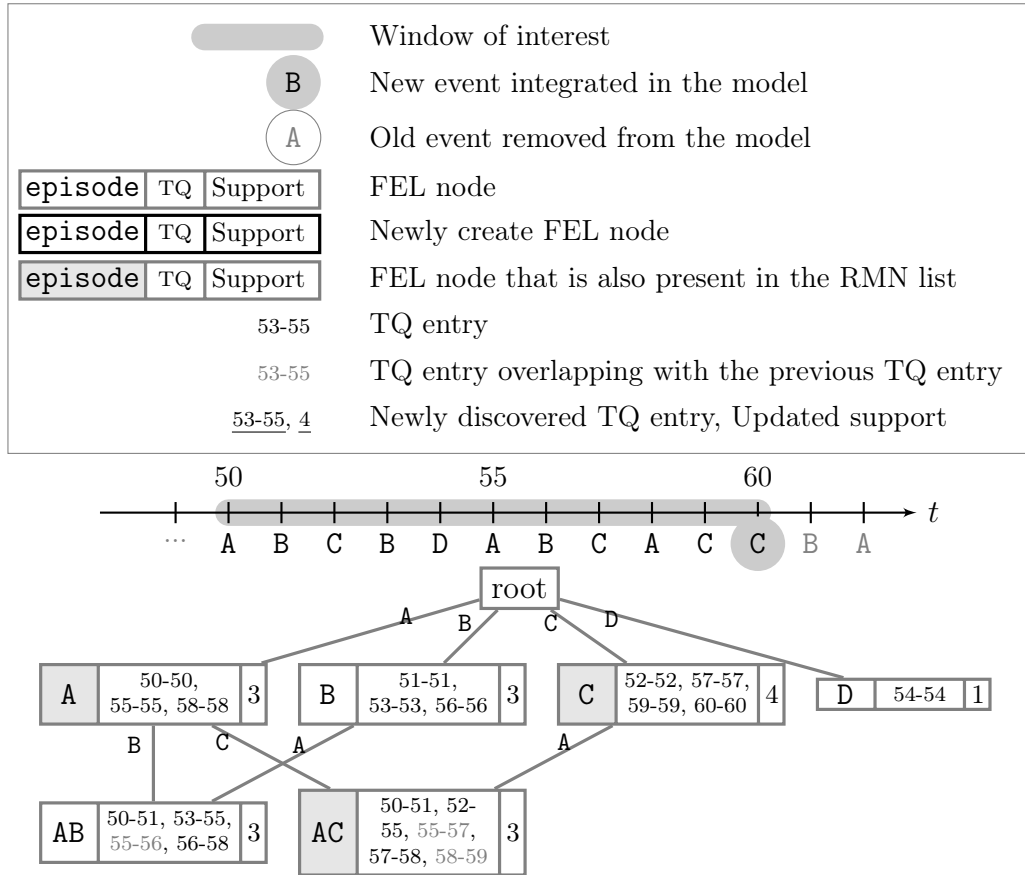 Window of interest
B New event integrated in the model
A Old event removed from the model
episode TQ Support FEL node
episode TQ Support Newly create FEL node
episode TQ Support FEL node that is also present in the RMN list
53-55 TQ entry
53-55 TQ entry overlapping with the previous TQ entry
53-55, 4 Newly discovered TQ entry, Updated support
50 55 60
t
... A B C B D A B C A C C B A
root
A B C D
A 50-50, 55-55, 58-58 3
B 51-51, 53-53, 56-56 3
C 52-52, 57-57, 59-59, 60-60 4
D 54-54 1
B C A A
AB 50-51, 53-55, 55-56, 56-58 3
AC 50-51, 52-55, 55-57, 57-58, 58-59 3